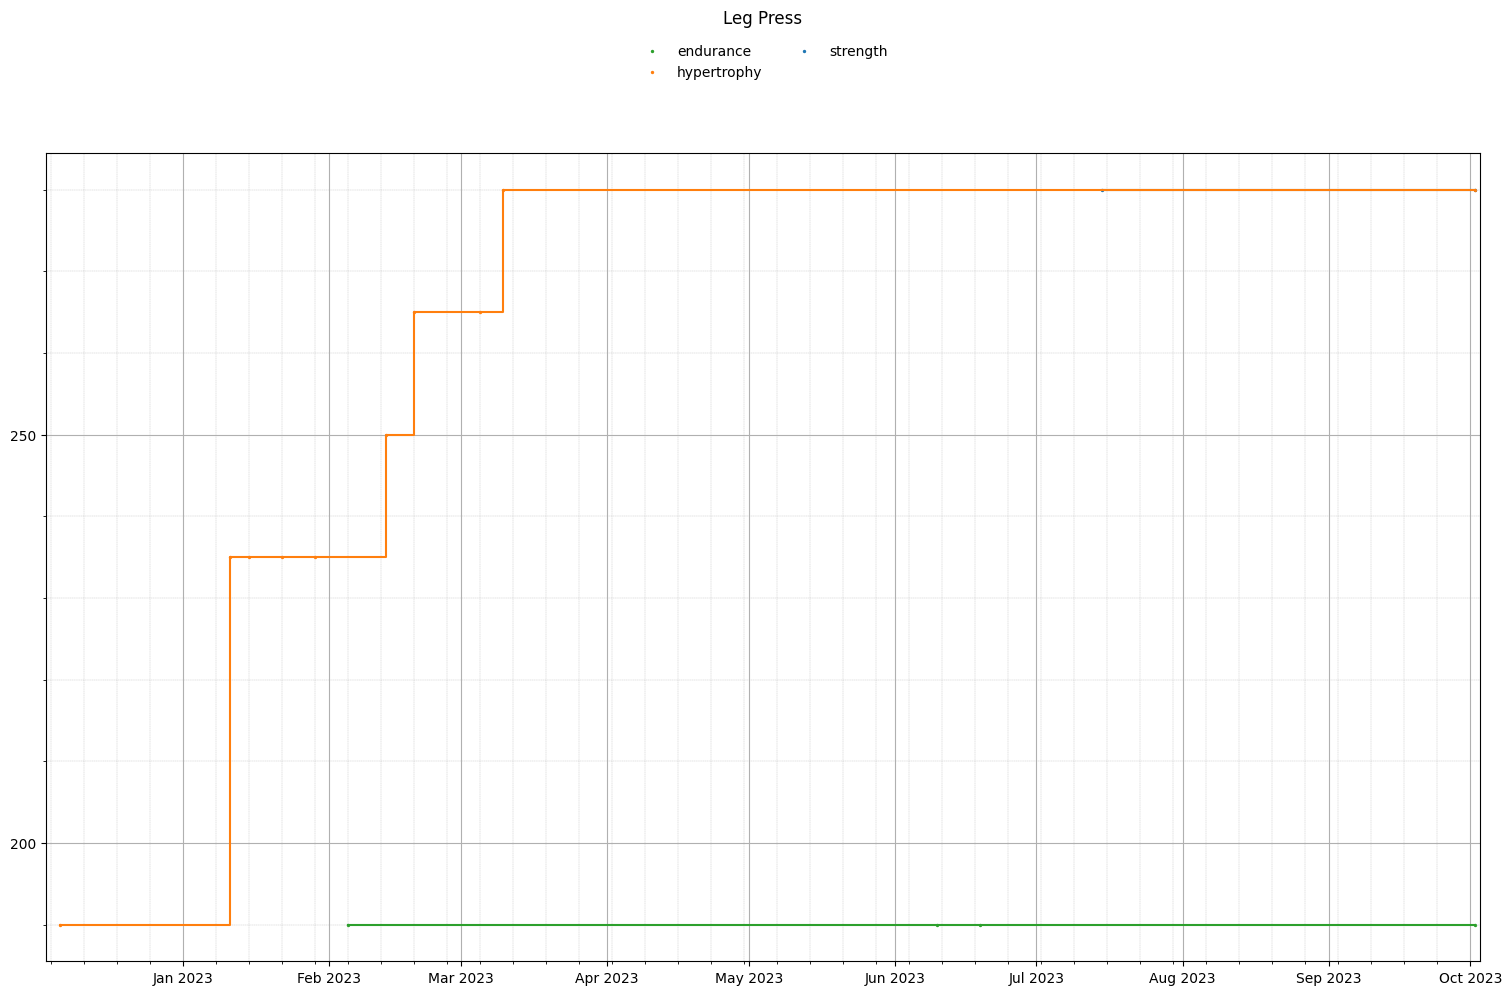 Leg Press
endurance
strength
hypertrophy
250
200
Jan 2023
Feb 2023
Mar 2023
Apr 2023
May 2023
Jun 2023
Jul 2023
Aug 2023
Sep 2023
Oct 2023